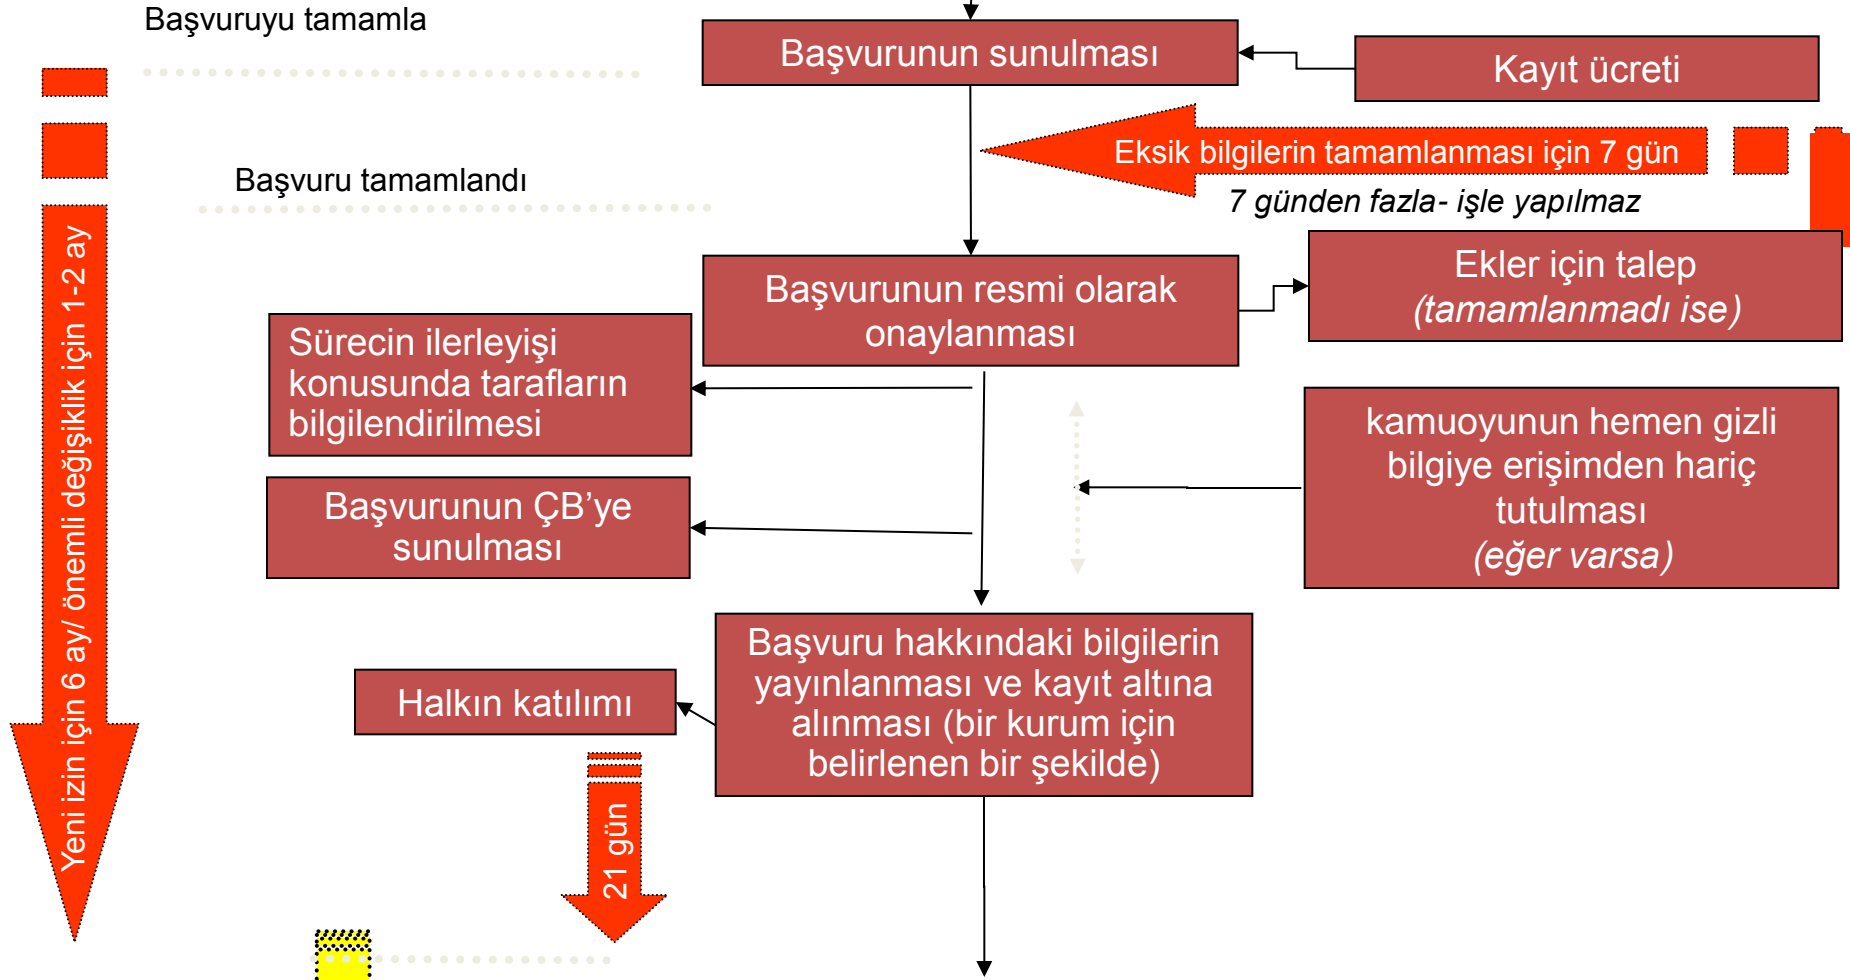 Başvuruyu tamamla
Başvurunun sunulması
Kayıt ücreti
Eksik bilgilerin tamamlanması için 7 gün
7 günden fazla- işle yapılmaz
Başvuru tamamlandı
Yeni izin için 6 ay/ önemli değişiklik için 1-2 ay
Başvurunun resmi olarak
onaylanması
Ekler için talep
(tamamlanmadı ise)
Sürecin ilerleyişi
konusunda tarafların
bilgilendirilmesi
kamuoyunun hemen gizli
bilgiye erişimden hariç
tutulması
(eğer varsa)
Başvurunun ÇB’ye
sunulması
Başvuru hakkındaki bilgilerin
yayınlanması ve kayıt altına
alınması (bir kurum için
belirlenen bir şekilde)
Halkın katılımı
21 gün